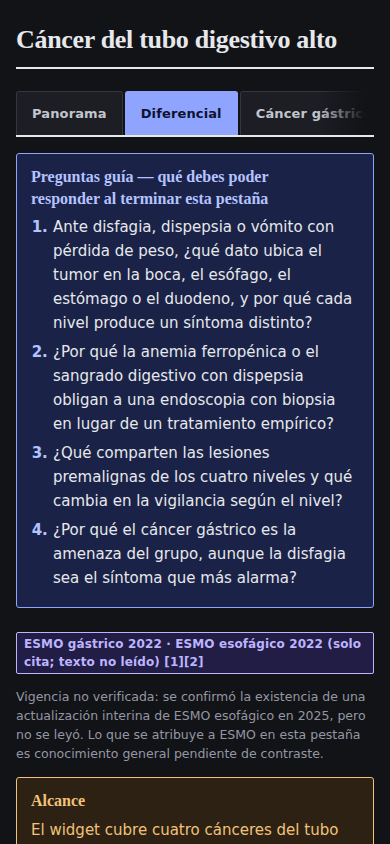 Cáncer del tubo digestivo alto
Panorama
Diferencial
Cáncer gástric
Preguntas guía — qué debes poder
responder al terminar esta pestaña
1. Ante disfagia, dispepsia o vómito con
pérdida de peso, ¿qué dato ubica el
tumor en la boca, el esófago, el
estómago o el duodeno, y por qué cada
nivel produce un síntoma distinto?
2. ¿Por qué la anemia ferropénica o el
sangrado digestivo con dispepsia
obligan a una endoscopia con biopsia
en lugar de un tratamiento empírico?
3. ¿Qué comparten las lesiones
premalignas de los cuatro niveles y qué
cambia en la vigilancia según el nivel?
4. ¿Por qué el cáncer gástrico es la
amenaza del grupo, aunque la disfagia
sea el síntoma que más alarma?
ESMO gástrico 2022 · ESMO esofágico 2022 (solo
cita; texto no leído) [1][2]
Vigencia no verificada: se confirmó la existencia de una
actualización interina de ESMO esofágico en 2025, pero
no se leyó. Lo que se atribuye a ESMO en esta pestaña
es conocimiento general pendiente de contraste.
Alcance
El widget cubre cuatro cánceres del tubo